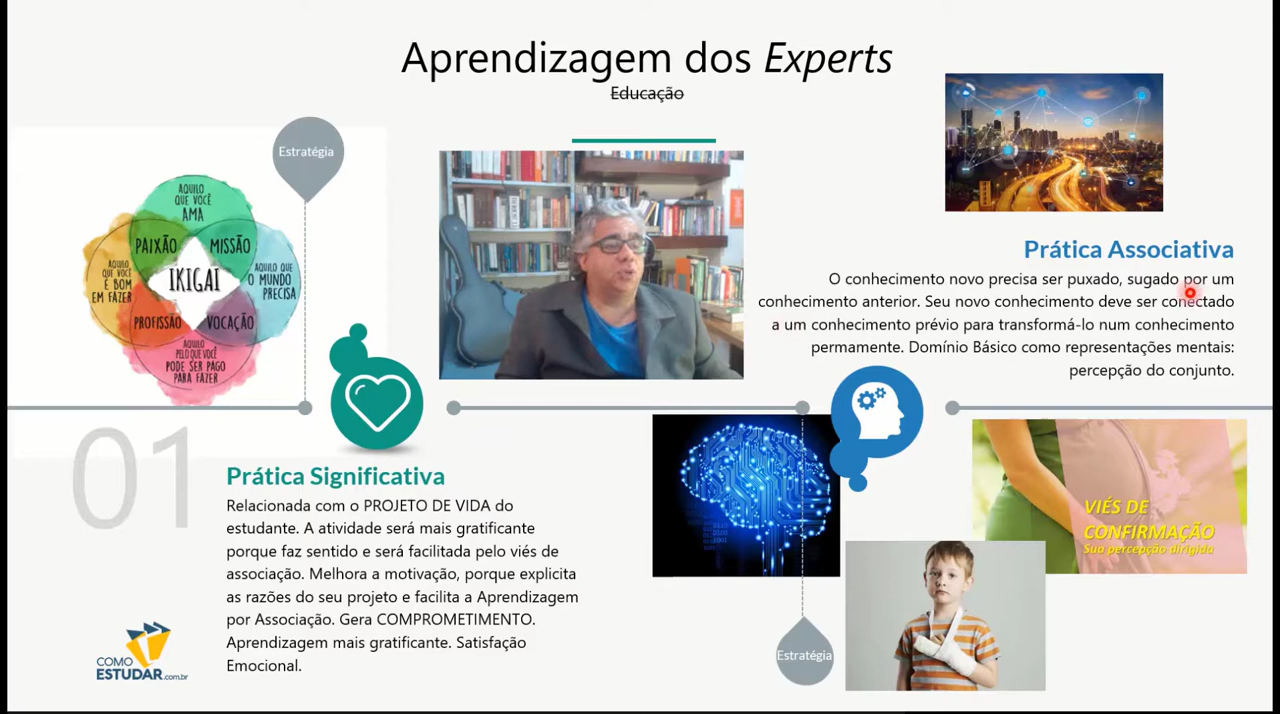 Aprendizagem dos Experts
Educação
Estratégia
AQUILO
QUE VOCÊ
AMA
PAIXÃO
MISSÃO
AQUILO
QUE VOCÊ
É BOM
EM FAZER
IKIGAI
AQUILO QUE
O MUNDO
PRECISA
PROFISSÃO
VOCAÇÃO
AQUILO
PELO QUE VOCÊ
PODE SER PAGO
PARA FAZER
Prática Associativa
O conhecimento novo precisa ser puxado, sugado por um
conhecimento anterior. Seu novo conhecimento deve ser conectado
a um conhecimento prévio para transformá-lo num conhecimento
permamente. Domínio Básico como representações mentais:
percepção do conjunto.
01
Prática Significativa
Relacionada com o PROJETO DE VIDA do
estudante. A atividade será mais gratificante
porque faz sentido e será facilitada pelo viés de
associação. Melhora a motivação, porque explicita
as razões do seu projeto e facilita a Aprendizagem
por Associação. Gera COMPROMETIMENTO.
Aprendizagem mais gratificante. Satisfação
Emocional.
VIÉS DE
CONFIRMAÇÃO
Sua percepção dirigida
Estratégia
COMO
ESTUDAR.com.br